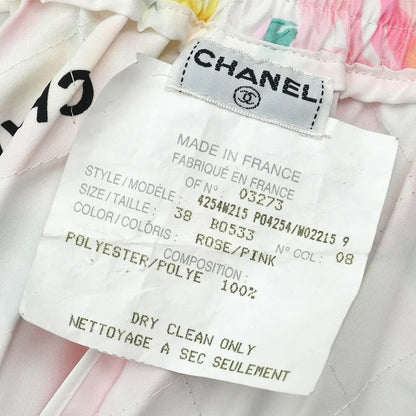 CHANEL
MADE IN FRANCE
FABRIQUÉ EN FRANCE
OF N° 03273
STYLE/MODÈLE: 4254W215 P04254/W02215 9
SIZE/TAILLE: 38 B0533
COLOR/COLORIS: ROSE/PINK N° COL: 08
COMPOSITION:
POLYESTER/POLYE 100%
DRY CLEAN ONLY
NETTOYAGE A SEC SEULEMENT
CH